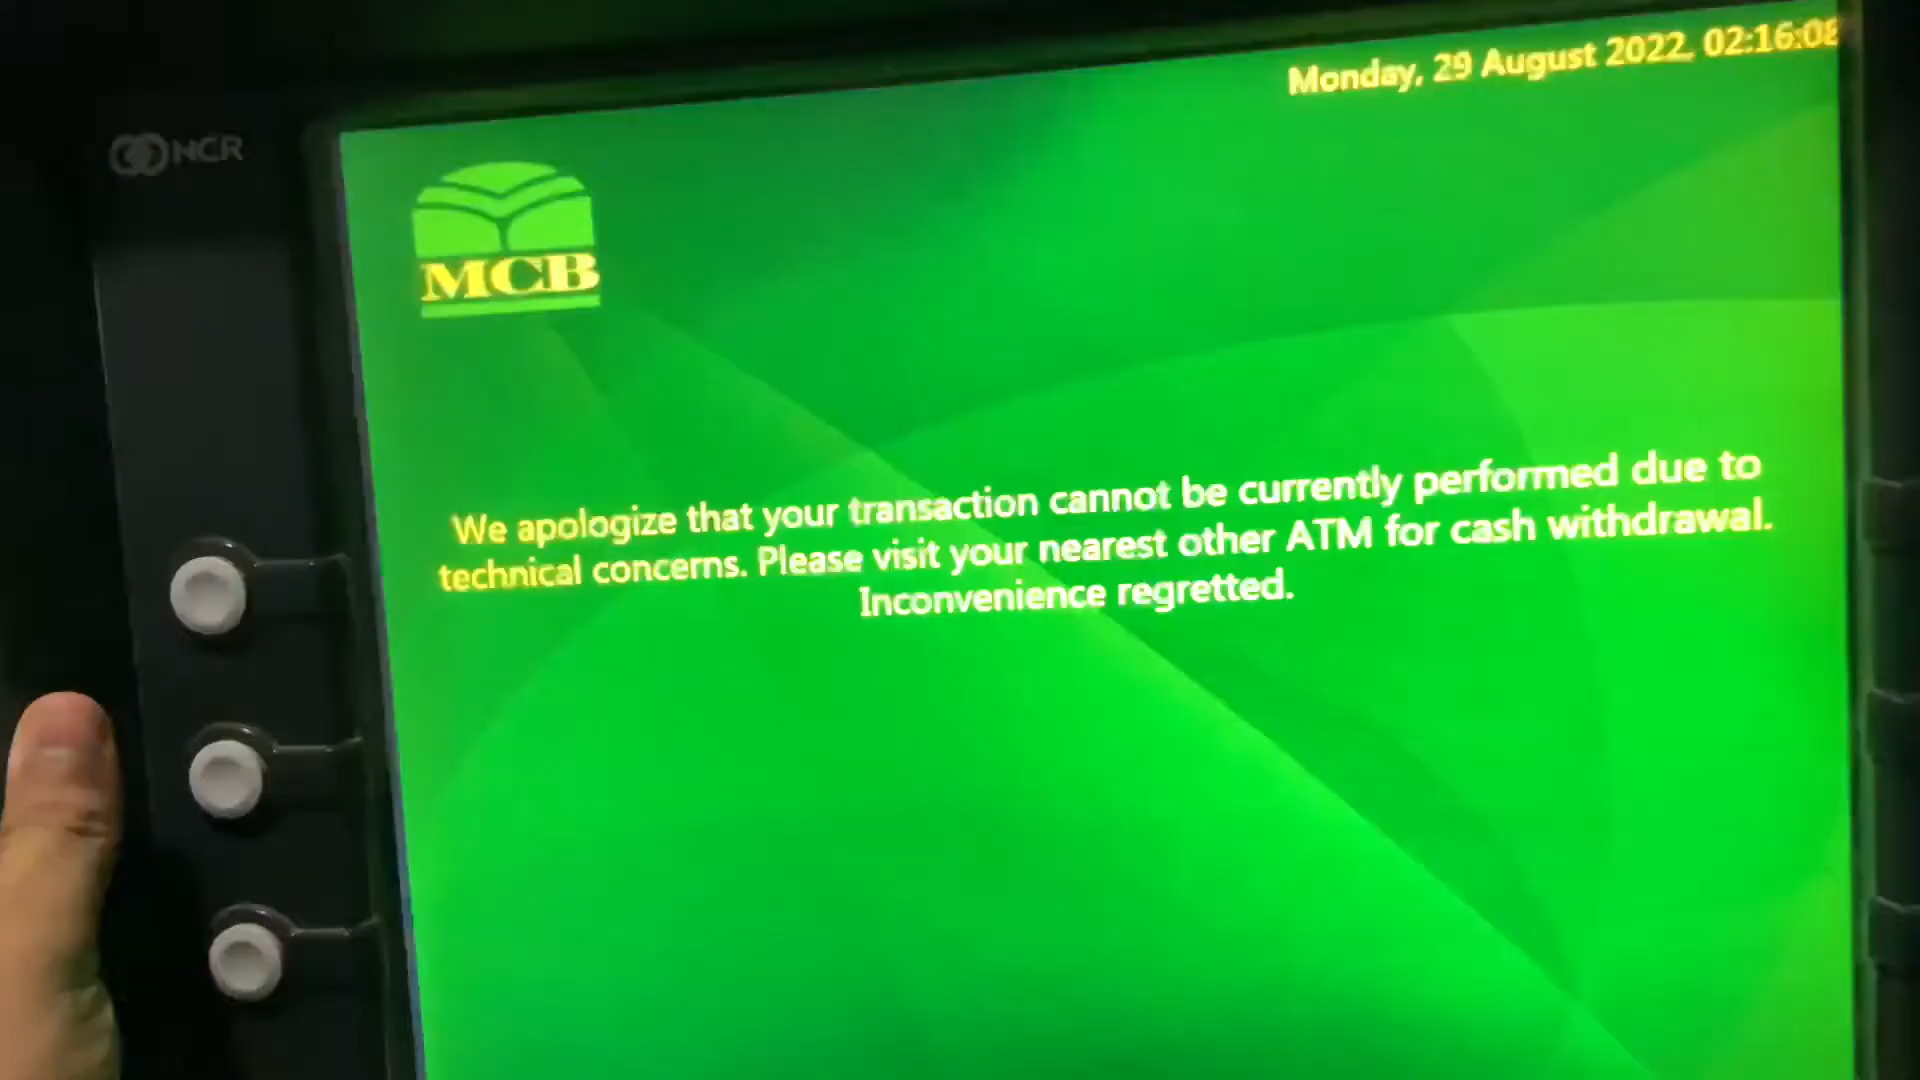 Monday, 29 August 2022, 02:16:08
NCR
MCB
We apologize that your transaction cannot be currently performed due to
technical concerns. Please visit your nearest other ATM for cash withdrawal.
Inconvenience regretted.